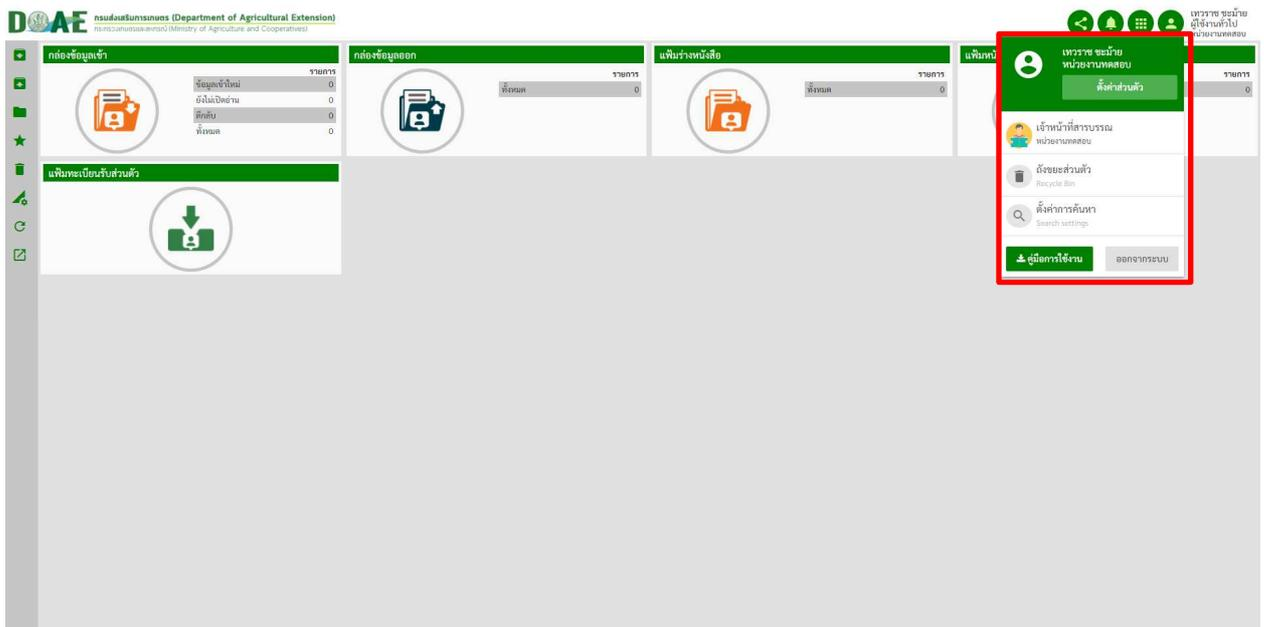 DOAE
กรมส่งเสริมการเกษตร (Department of Agricultural Extension)
กระทรวงเกษตรและสหกรณ์ (Ministry of Agriculture and Cooperatives)
เทวราช ชะม้าย
ผู้ใช้งานทั่วไป
หน่วยงานทดสอบ
กล่องข้อมูลเข้า
รายการ
ข้อมูลเข้าใหม่ 0
ยังไม่เปิดอ่าน 0
ตีกลับ 0
ทั้งหมด 0
กล่องข้อมูลออก
รายการ
ทั้งหมด 0
แฟ้มร่างหนังสือ
รายการ
ทั้งหมด 0
แฟ้มหนั
รายการ
0
แฟ้มทะเบียนรับส่วนตัว
เทวราช ชะม้าย
หน่วยงานทดสอบ
ตั้งค่าส่วนตัว
เจ้าหน้าที่สารบรรณ
หน่วยงานทดสอบ
ถังขยะส่วนตัว
Recycle Bin
ตั้งค่าการค้นหา
Search settings
คู่มือการใช้งาน
ออกจากระบบ